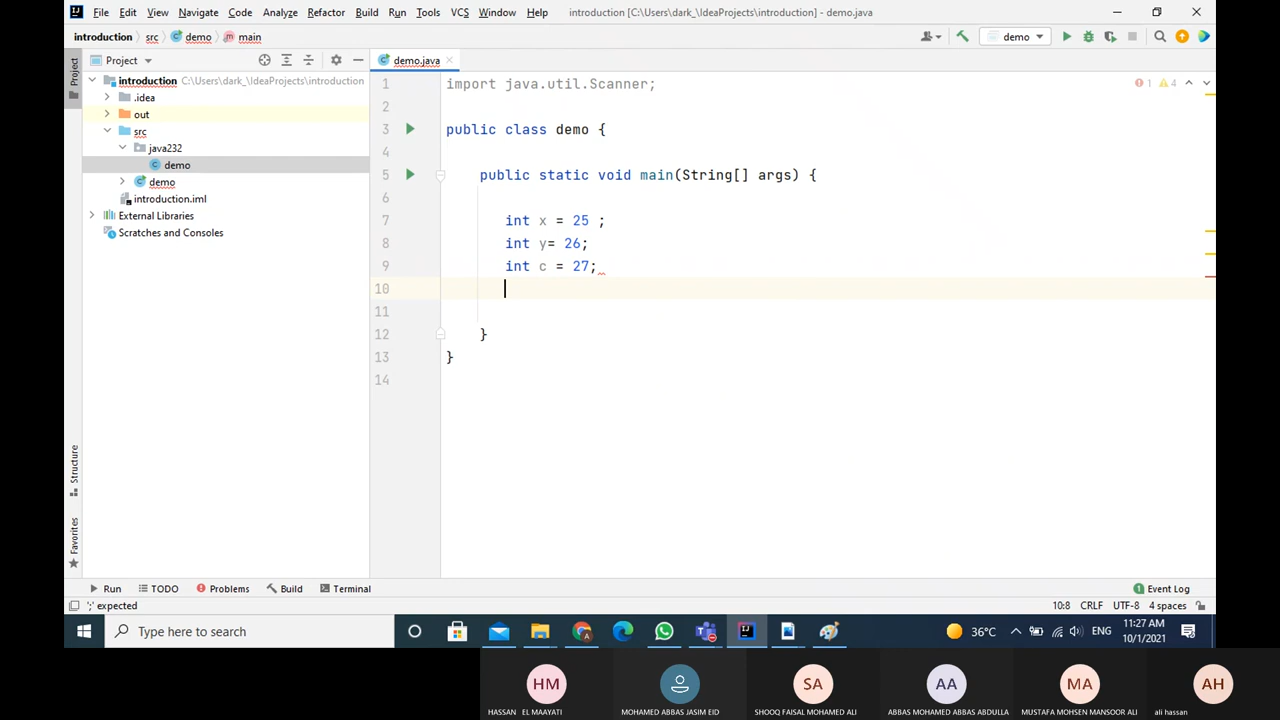 File Edit View Navigate Code Analyze Refactor Build Run Tools VCS Window Help introduction [C:\Users\dark_\IdeaProjects\introduction] - demo.java
introduction src demo main demo
Project
demo.java
introduction C:\Users\dark_\IdeaProjects\introduction
.idea
out
src
java232
demo
demo
introduction.iml
External Libraries
Scratches and Consoles
1 import java.util.Scanner;
2
3 public class demo {
4
5 public static void main(String[] args) {
6
7 int x = 25 ;
8 int y= 26;
9 int c = 27;
10
11
12 }
13 }
14
1 4
Project
Structure
Favorites
Run TODO Problems Build Terminal 1 Event Log
';' expected 10:8 CRLF UTF-8 4 spaces
Type here to search 36°C ENG 11:27 AM
10/1/2021
HM SA AA MA AH
HASSAN EL MAAYATI MOHAMED ABBAS JASIM EID SHOOQ FAISAL MOHAMED ALI ABBAS MOHAMED ABBAS ABDULLA MUSTAFA MOHSEN MANSOOR ALI ali hassan